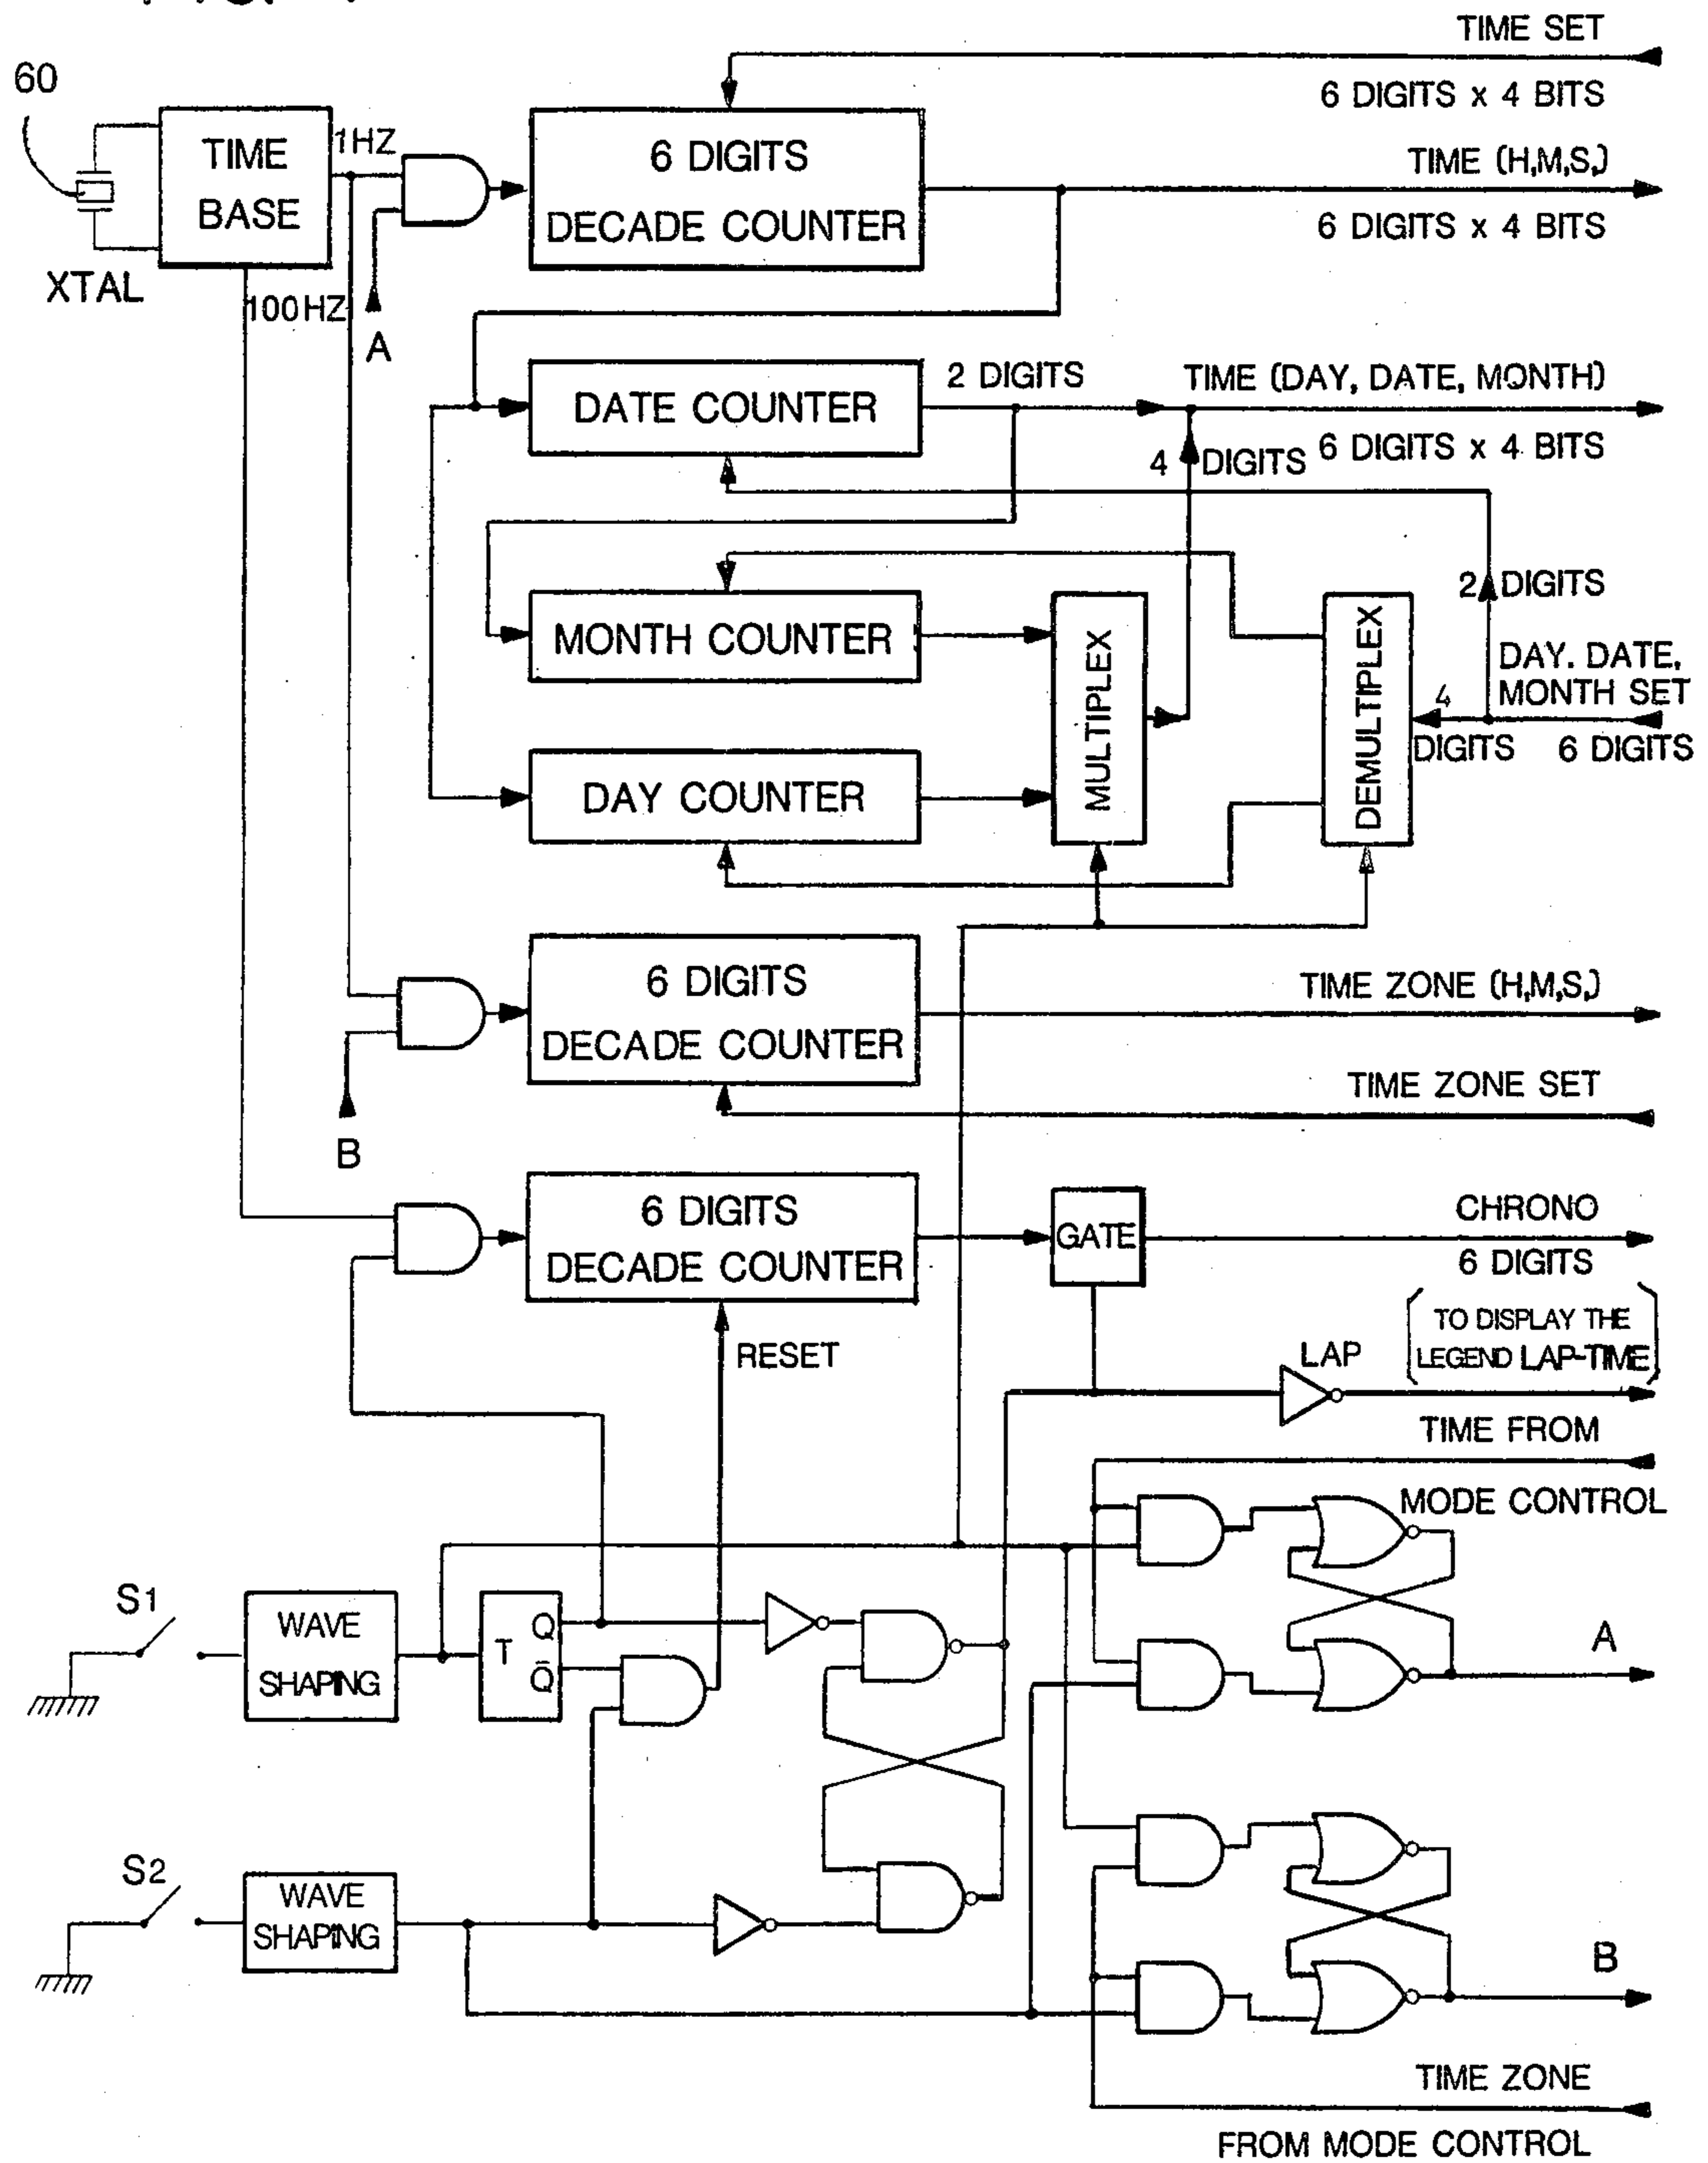 TIME SET
60
6 DIGITS x 4 BITS
TIME
BASE
1HZ
6 DIGITS
DECADE COUNTER
TIME (H,M,S,)
6 DIGITS x 4 BITS
XTAL
100HZ
A
DATE COUNTER
2 DIGITS
TIME (DAY, DATE, MONTH)
4 DIGITS
6 DIGITS x 4 BITS
2 DIGITS
MONTH COUNTER
MULTIPLEX
DEMULTIPLEX
DAY. DATE,
MONTH SET
4
DIGITS
6 DIGITS
DAY COUNTER
6 DIGITS
DECADE COUNTER
TIME ZONE (H,M,S,)
TIME ZONE SET
B
6 DIGITS
DECADE COUNTER
GATE
CHRONO
6 DIGITS
RESET
LAP
(TO DISPLAY THE
LEGEND LAP-TIME)
TIME FROM
MODE CONTROL
S1
WAVE
SHAPING
T
Q
Q̄
A
S2
WAVE
SHAPING
B
TIME ZONE
FROM MODE CONTROL